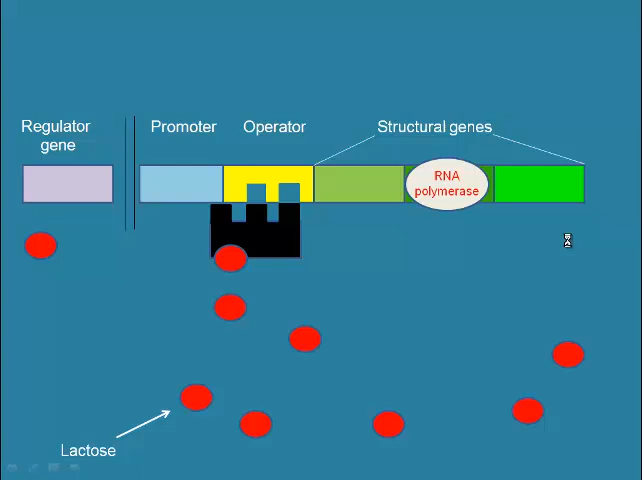 Regulator
gene
Promoter
Operator
Structural genes
RNA
polymerase
Lactose